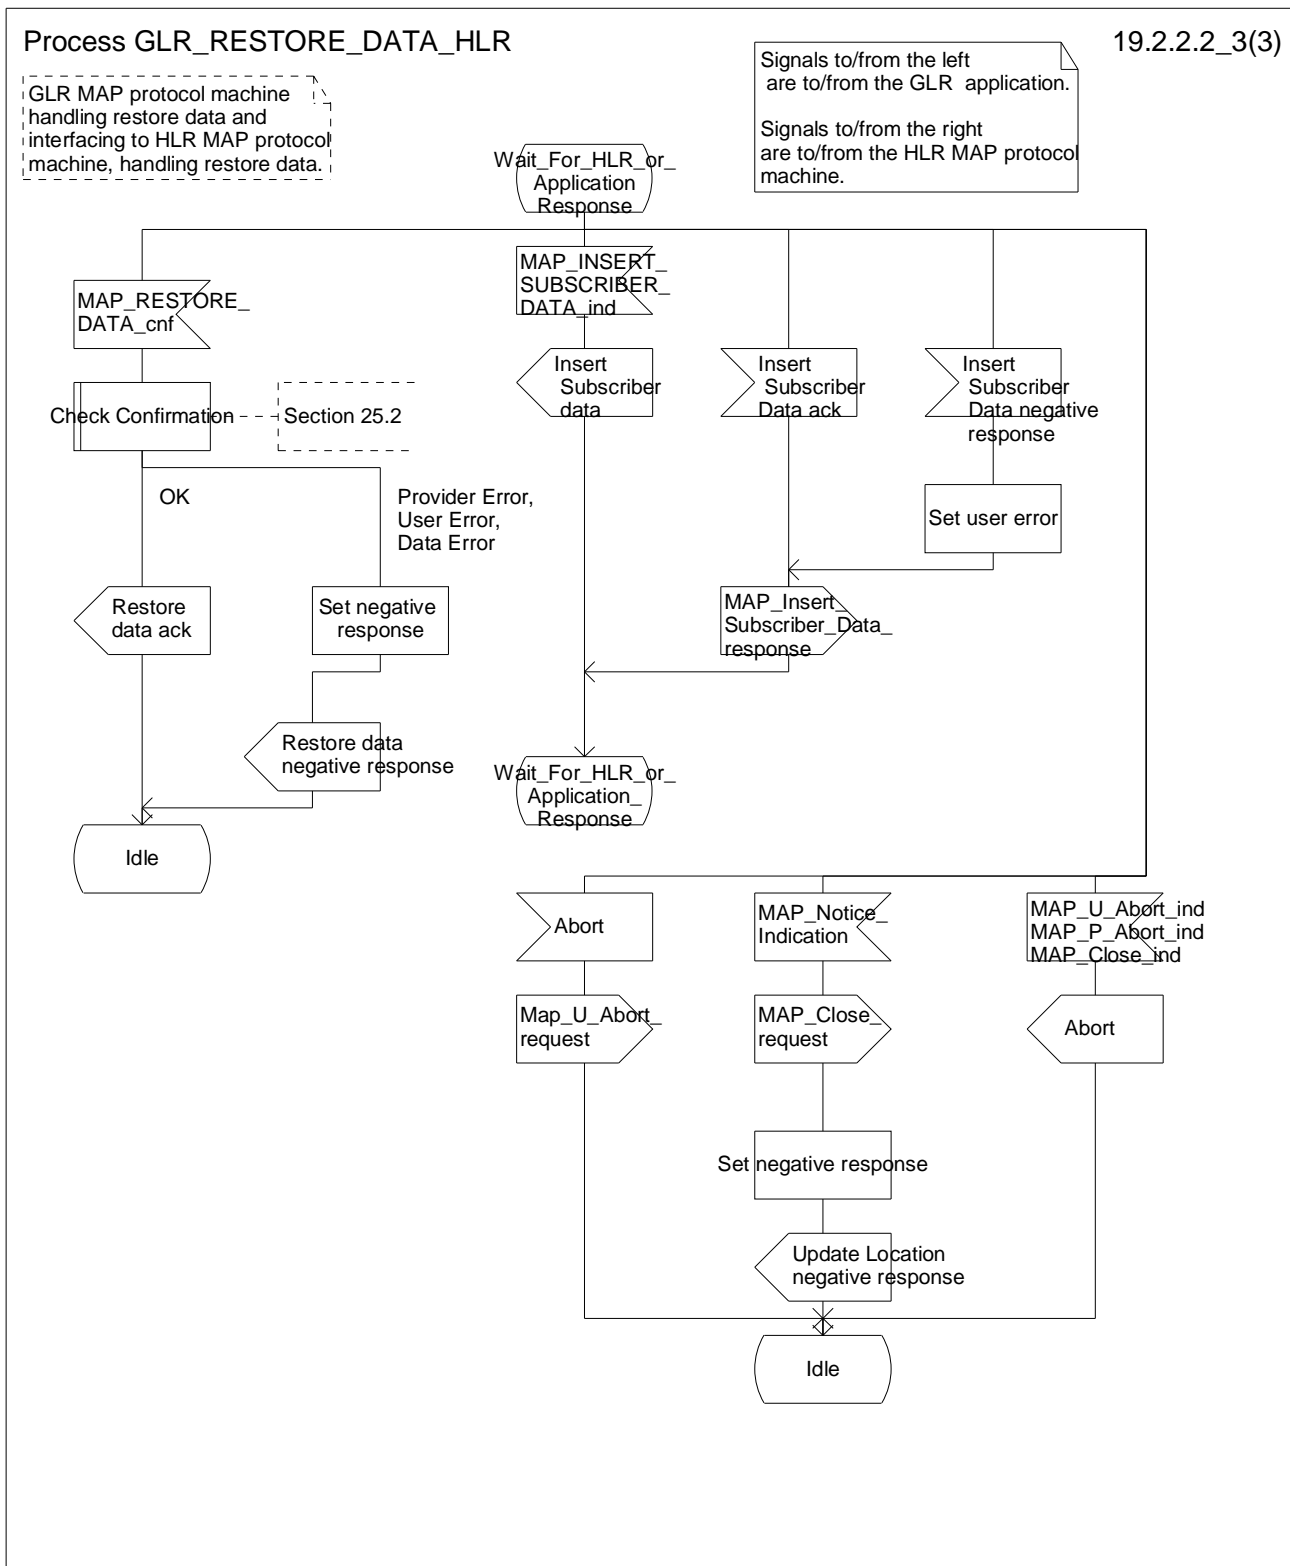 Process GLR_RESTORE_DATA_HLR
19.2.2.2_3(3)
GLR MAP protocol machine
handling restore data and
interfacing to HLR MAP protocol
machine, handling restore data.
Signals to/from the left
are to/from the GLR application.
Signals to/from the right
are to/from the HLR MAP protocol
machine.
Wait_For_HLR_or_
Application
Response
MAP_RESTORE_
DATA_cnf
MAP_INSERT_
SUBSCRIBER_
DATA_ind
Insert
Subscriber
data
Insert
Subscriber
Data ack
Insert
Subscriber
Data negative
response
Check Confirmation
Section 25.2
OK
Provider Error,
User Error,
Data Error
Set user error
Restore
data ack
Set negative
response
MAP_Insert_
Subscriber_Data_
response
Restore data
negative response
Wait_For_HLR_or_
Application_
Response
Idle
Abort
MAP_Notice_
Indication
MAP_U_Abort_ind
MAP_P_Abort_ind
MAP_Close_ind
Map_U_Abort_
request
MAP_Close_
request
Abort
Set negative response
Update Location
negative response
Idle